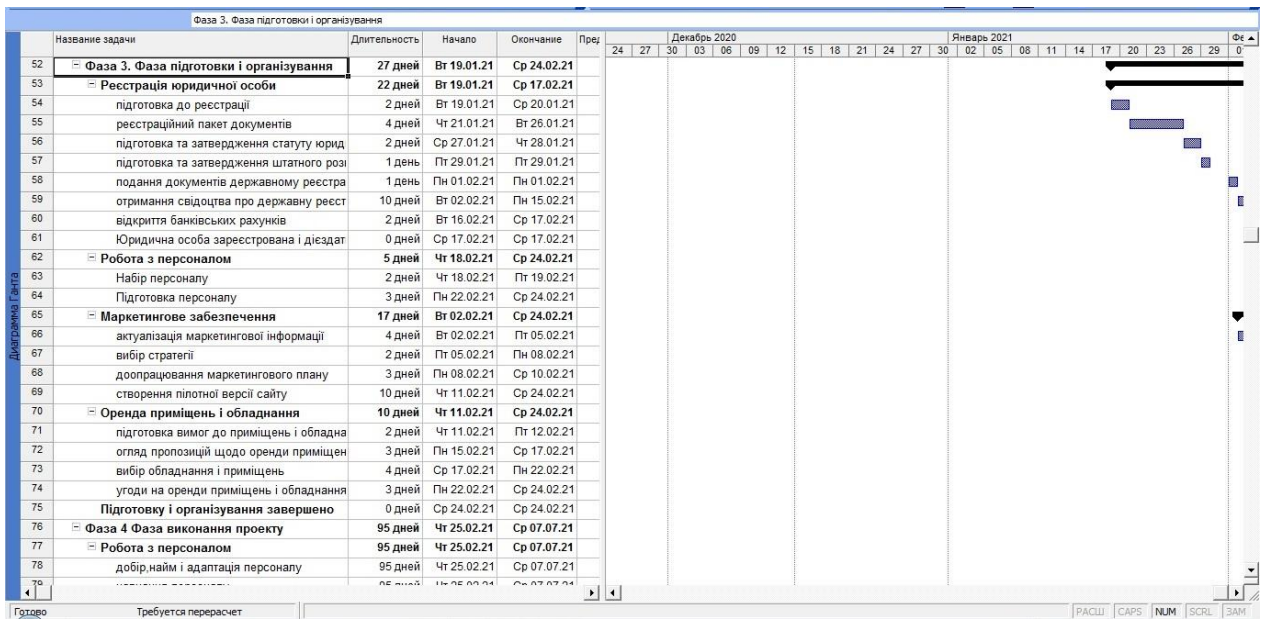 Фаза 3. Фаза підготовки і організування
Название задачи Длительность Начало Окончание Пред
Декабрь 2020 Январь 2021 Фе
24 27 30 03 06 09 12 15 18 21 24 27 30 02 05 08 11 14 17 20 23 26 29 0
52 Фаза 3. Фаза підготовки і організування 27 дней Вт 19.01.21 Ср 24.02.21
53 Реєстрація юридичної особи 22 дней Вт 19.01.21 Ср 17.02.21
54 підготовка до реєстрації 2 дней Вт 19.01.21 Ср 20.01.21
55 реєстраційний пакет документів 4 дней Чт 21.01.21 Вт 26.01.21
56 підготовка та затвердження статуту юрид 2 дней Ср 27.01.21 Чт 28.01.21
57 підготовка та затвердження штатного роз 1 день Пт 29.01.21 Пт 29.01.21
58 подання документів державному реєстра 1 день Пн 01.02.21 Пн 01.02.21
59 отримання свідоцтва про державну реєст 10 дней Вт 02.02.21 Пн 15.02.21
60 відкриття банківських рахунків 2 дней Вт 16.02.21 Ср 17.02.21
61 Юридична особа зареєстрована і дієздат 0 дней Ср 17.02.21 Ср 17.02.21
62 Робота з персоналом 5 дней Чт 18.02.21 Ср 24.02.21
63 Набір персоналу 2 дней Чт 18.02.21 Пт 19.02.21
64 Підготовка персоналу 3 дней Пн 22.02.21 Ср 24.02.21
65 Маркетингове забезпечення 17 дней Вт 02.02.21 Ср 24.02.21
66 актуалізація маркетингової інформації 4 дней Вт 02.02.21 Пт 05.02.21
67 вибір стратегії 2 дней Пт 05.02.21 Пн 08.02.21
68 доопрацювання маркетингового плану 3 дней Пн 08.02.21 Ср 10.02.21
69 створення пілотної версії сайту 10 дней Чт 11.02.21 Ср 24.02.21
70 Оренда приміщень і обладнання 10 дней Чт 11.02.21 Ср 24.02.21
71 підготовка вимог до приміщень і обладна 2 дней Чт 11.02.21 Пт 12.02.21
72 огляд пропозицій щодо оренди приміщен 3 дней Пн 15.02.21 Ср 17.02.21
73 вибір обладнання і приміщень 4 дней Ср 17.02.21 Пн 22.02.21
74 угоди на оренди приміщень і обладнання 3 дней Пн 22.02.21 Ср 24.02.21
75 Підготовку і організування завершено 0 дней Ср 24.02.21 Ср 24.02.21
76 Фаза 4 Фаза виконання проекту 95 дней Чт 25.02.21 Ср 07.07.21
77 Робота з персоналом 95 дней Чт 25.02.21 Ср 07.07.21
78 добір,найм і адаптація персоналу 95 дней Чт 25.02.21 Ср 07.07.21
Диаграмма Ганта
Готово Требуется перерасчет РАСШ CAPS NUM SCRL ЗАМ